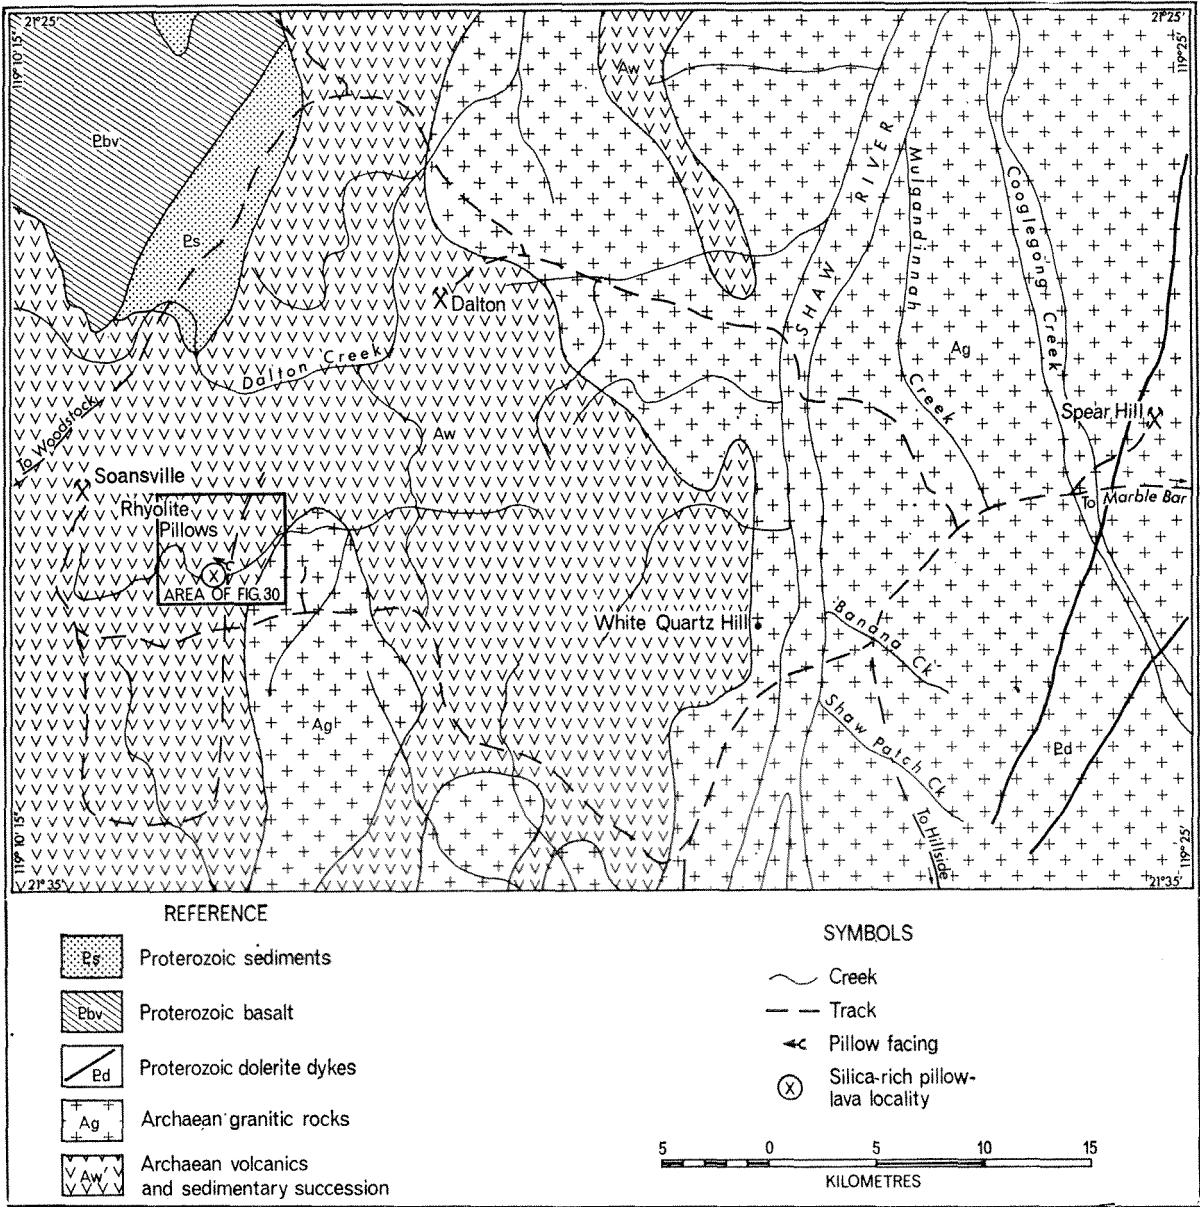 21°25'
119° 10' 15"
21°25'
119° 25'
Aw
Pbv
Ps
SHAW RIVER
Mulgandinnah Creek
Cooglegong Creek
Dalton
Ag
Dalton Creek
Spear Hill
To Woodstock
Aw
Soansville
To Marble Bar
Rhyolite
Pillows
AREA OF FIG.30
White Quartz Hill
Banana Ck
Ag
Shaw Patch Ck
Pd
To Hillside
119° 10' 15"
21°35'
119° 25'
21°35'
REFERENCE
Ps Proterozoic sediments
Pbv Proterozoic basalt
Pd Proterozoic dolerite dykes
Ag Archaean granitic rocks
Aw Archaean volcanics
and sedimentary succession
SYMBOLS
Creek
Track
Pillow facing
X Silica-rich pillow-
lava locality
5 0 5 10 15
KILOMETRES